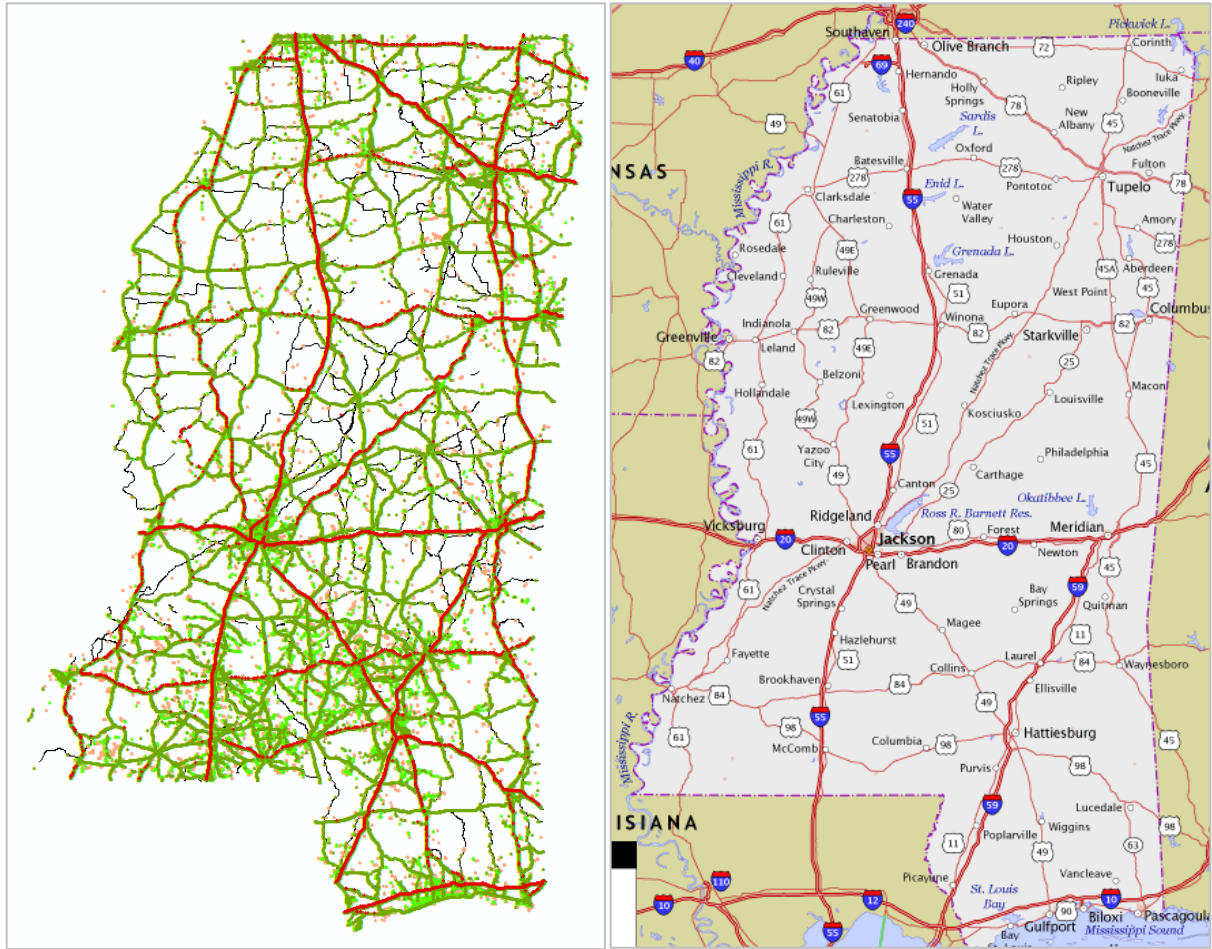 240
Pickwick L.
Southaven
Olive Branch
72
Corinth
40
69
Hernando
Iuka
61
Holly
Springs
Ripley
Booneville
78
New
Albany
45
49
Senatobia
Sardis
L.
Natchez Trace Pkwy.
Oxford
Batesville
278
278
Fulton
NSAS
Mississippi R.
Pontotoc
Tupelo
78
Clarksdale
55
Enid L.
Water
Valley
61
Charleston
Amory
Rosedale
49E
Houston
278
Grenada L.
Cleveland
Ruleville
Grenada
45A
Aberdeen
49W
51
West Point
45
Greenwood
Eupora
Columbus
Indianola
82
Winona
82
82
Greenville
Starkville
Leland
49E
82
Natchez Trace Pkwy.
25
Belzoni
Hollandale
Macon
Lexington
Louisville
49W
Kosciusko
51
61
Yazoo
City
55
Philadelphia
45
49
Carthage
Canton
25
Okatibbee L.
Ridgeland
Ross R. Barnett Res.
Vicksburg
80
Forest
Meridian
20
Clinton
Jackson
20
Newton
Pearl
Brandon
45
Natchez Trace Pkwy.
61
Crystal
Springs
49
Bay
Springs
59
Quitman
Magee
11
Hazlehurst
Fayette
51
Laurel
84
Waynesboro
Collins
Brookhaven
84
Ellisville
Natchez
84
49
55
98
Mississippi R.
61
McComb
Columbia
98
Hattiesburg
45
Purvis
98
59
Lucedale
ISIANA
98
Poplarville
Wiggins
11
49
63
Picayune
Vancleave
110
St. Louis
Bay
10
12
10
90
Biloxi
Pascagoula
Gulfport
55
Bay
Mississippi Sound